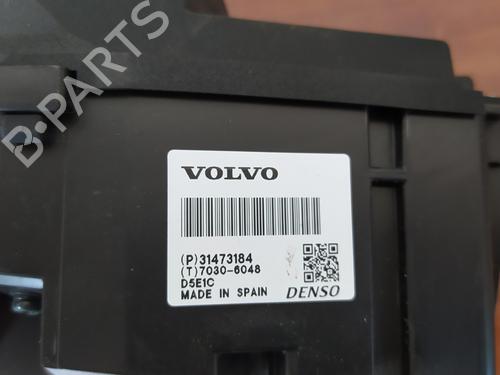 B-PARTS
VOLVO
(P)31473184
(T)7030-6048
D5E1C
MADE IN SPAIN DENSO